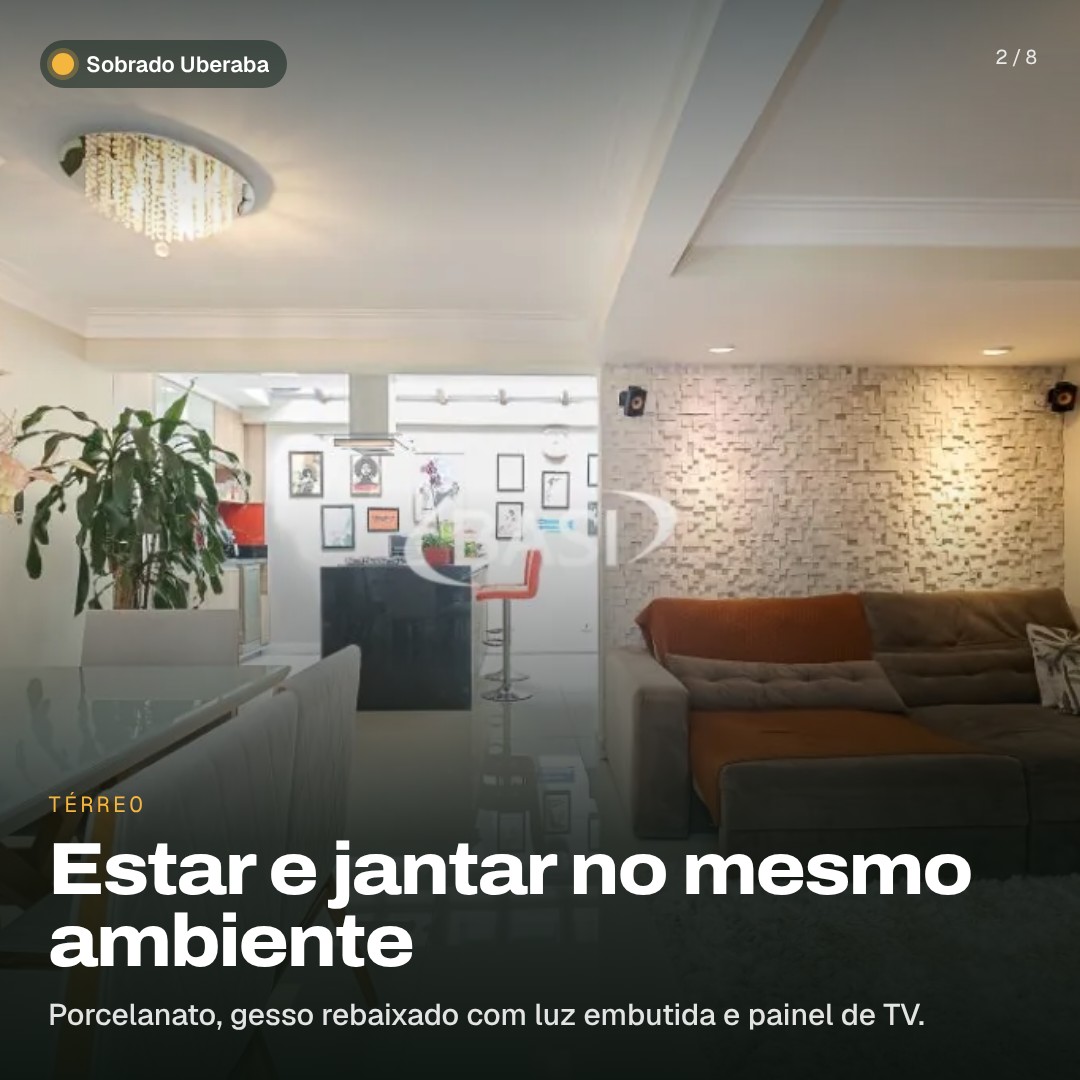 Sobrado Uberaba
2 / 8
BASI
TÉRREO
Estar e jantar no mesmo
ambiente
Porcelanato, gesso rebaixado com luz embutida e painel de TV.